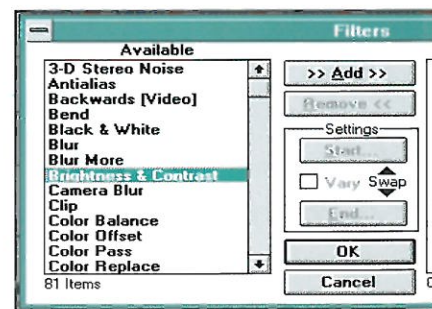 Filters
Available
3-D Stereo Noise
Antialias
Backwards [Video]
Bend
Black & White
Blur
Blur More
Brightness & Contrast
Camera Blur
Clip
Color Balance
Color Offset
Color Pass
Color Replace
81 Items
>> Add >>
Remove <<
Settings
Start...
Vary Swap
End...
OK
Cancel